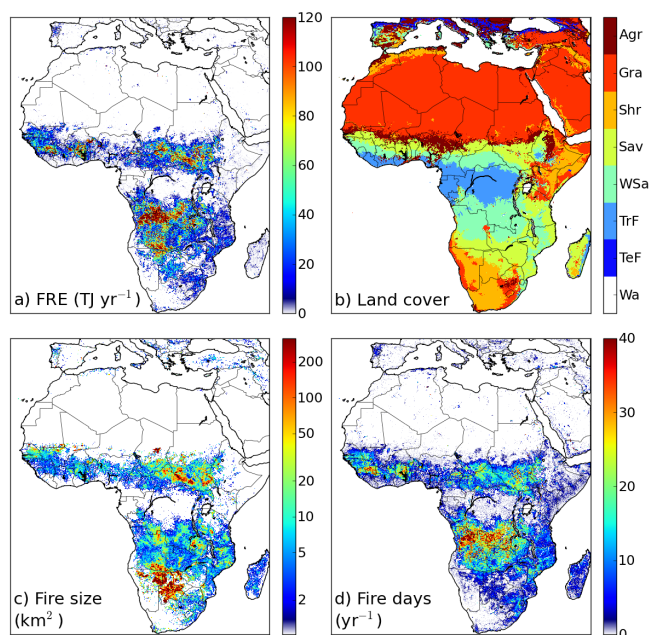 120
100
80
60
40
20
0
a) FRE (TJ yr⁻¹)
Agr
Gra
Shr
Sav
WSa
TrF
TeF
Wa
b) Land cover
200
100
50
20
10
5
2
c) Fire size
(km²)
40
30
20
10
0
d) Fire days
(yr⁻¹)